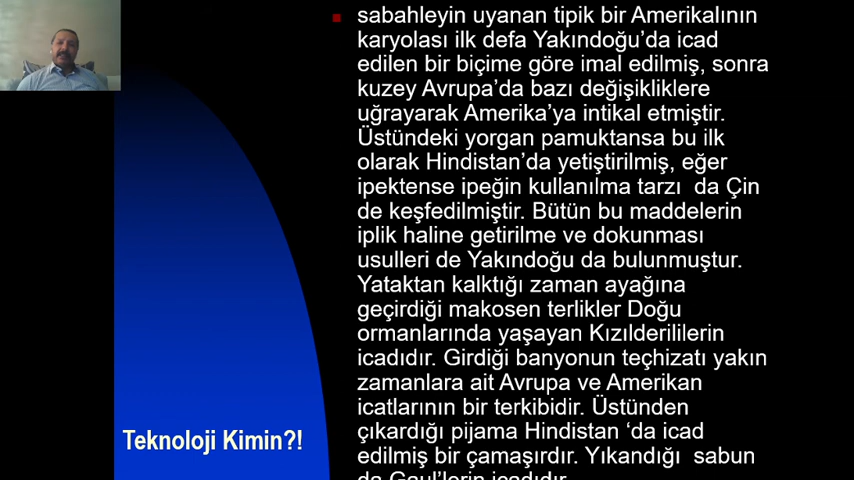 sabahleyin uyanan tipik bir Amerikalının
karyolası ilk defa Yakındoğu’da icad
edilen bir biçime göre imal edilmiş, sonra
kuzey Avrupa’da bazı değişikliklere
uğrayarak Amerika’ya intikal etmiştir.
Üstündeki yorgan pamuktansa bu ilk
olarak Hindistan’da yetiştirilmiş, eğer
ipektense ipeğin kullanılma tarzı da Çin
de keşfedilmiştir. Bütün bu maddelerin
iplik haline getirilme ve dokunması
usulleri de Yakındoğu da bulunmuştur.
Yataktan kalktığı zaman ayağına
geçirdiği makosen terlikler Doğu
ormanlarında yaşayan Kızılderililerin
icadıdır. Girdiği banyonun teçhizatı yakın
zamanlara ait Avrupa ve Amerikan
icatlarının bir terkibidir. Üstünden
çıkardığı pijama Hindistan ‘da icad
edilmiş bir çamaşırdır. Yıkandığı sabun
da Gaul’lerin icadıdır.
Teknoloji Kimin?!